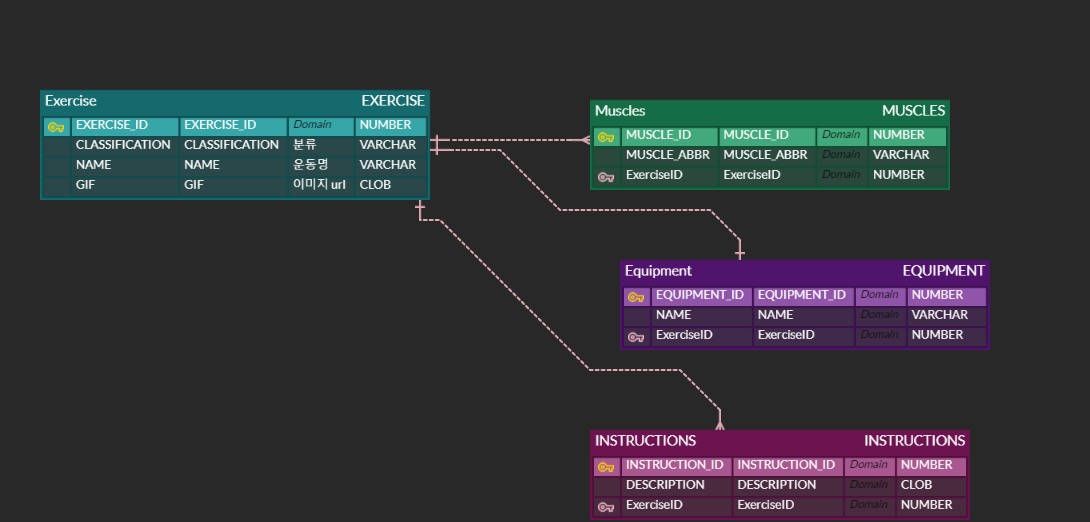 Exercise EXERCISE
EXERCISE_ID EXERCISE_ID Domain NUMBER
CLASSIFICATION CLASSIFICATION 분류 VARCHAR
NAME NAME 운동명 VARCHAR
GIF GIF 이미지 url CLOB
Muscles MUSCLES
MUSCLE_ID MUSCLE_ID Domain NUMBER
MUSCLE_ABBR MUSCLE_ABBR Domain VARCHAR
ExerciseID ExerciseID Domain NUMBER
Equipment EQUIPMENT
EQUIPMENT_ID EQUIPMENT_ID Domain NUMBER
NAME NAME Domain VARCHAR
ExerciseID ExerciseID Domain NUMBER
INSTRUCTIONS INSTRUCTIONS
INSTRUCTION_ID INSTRUCTION_ID Domain NUMBER
DESCRIPTION DESCRIPTION Domain CLOB
ExerciseID ExerciseID Domain NUMBER